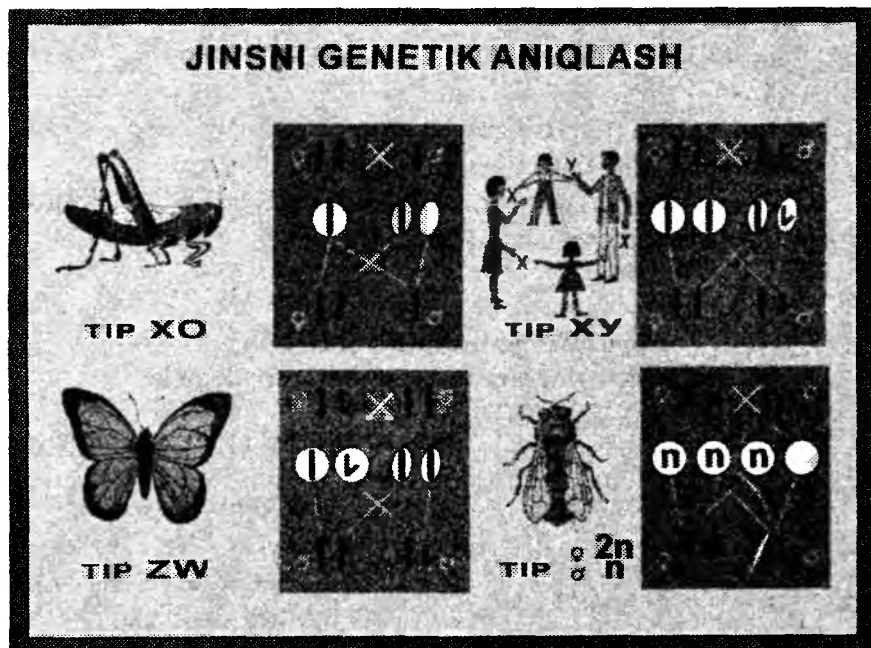 JINSNI GENETIK ANIQLASH
Y
X
X
TIP XO
TIP XY
n n n
TIP ZW
TIP ♀ 2n
♂ n